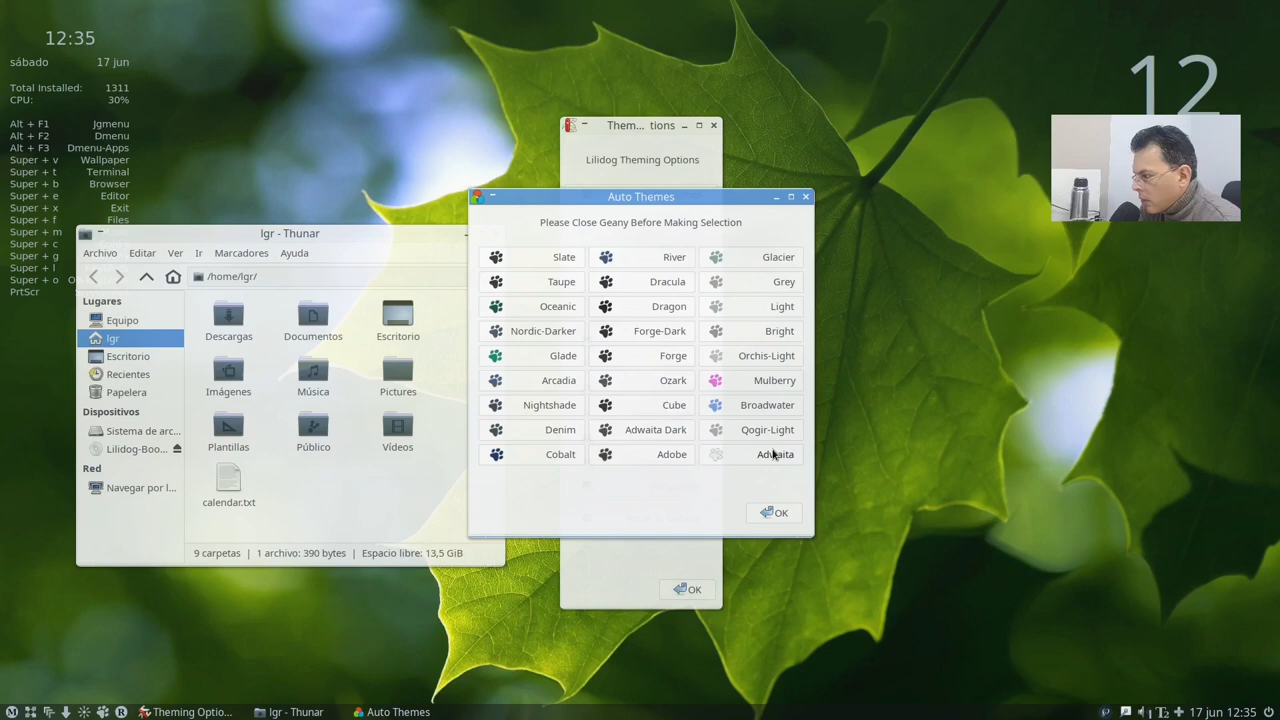 12:35
sábado 17 jun
Total Installed: 1311
CPU: 30%
Alt + F1 Jgmenu
Alt + F2 Dmenu
Alt + F3 Dmenu-Apps
Super + v Wallpaper
Super + t Terminal
Super + b Browser
Super + e Editor
Super + x Exit
Super + f Files
Super + m
Super + c
Super + g
Super + l
Super + o
PrtScr
12
Them... tions
Lilidog Theming Options
OK
Auto Themes
Please Close Geany Before Making Selection
Slate River Glacier
Taupe Dracula Grey
Oceanic Dragon Light
Nordic-Darker Forge-Dark Bright
Glade Forge Orchis-Light
Arcadia Ozark Mulberry
Nightshade Cube Broadwater
Denim Adwaita Dark Qogir-Light
Cobalt Adobe Adwaita
OK
lgr - Thunar
Archivo Editar Ver Ir Marcadores Ayuda
/home/lgr/
Lugares
Equipo
lgr
Escritorio
Recientes
Papelera
Dispositivos
Sistema de arc...
Lilidog-Boo...
Red
Navegar por l...
Descargas Documentos Escritorio
Imágenes Música Pictures
Plantillas Público Vídeos
calendar.txt
9 carpetas | 1 archivo: 390 bytes | Espacio libre: 13,5 GiB
Theming Optio... lgr - Thunar Auto Themes
17 jun 12:35